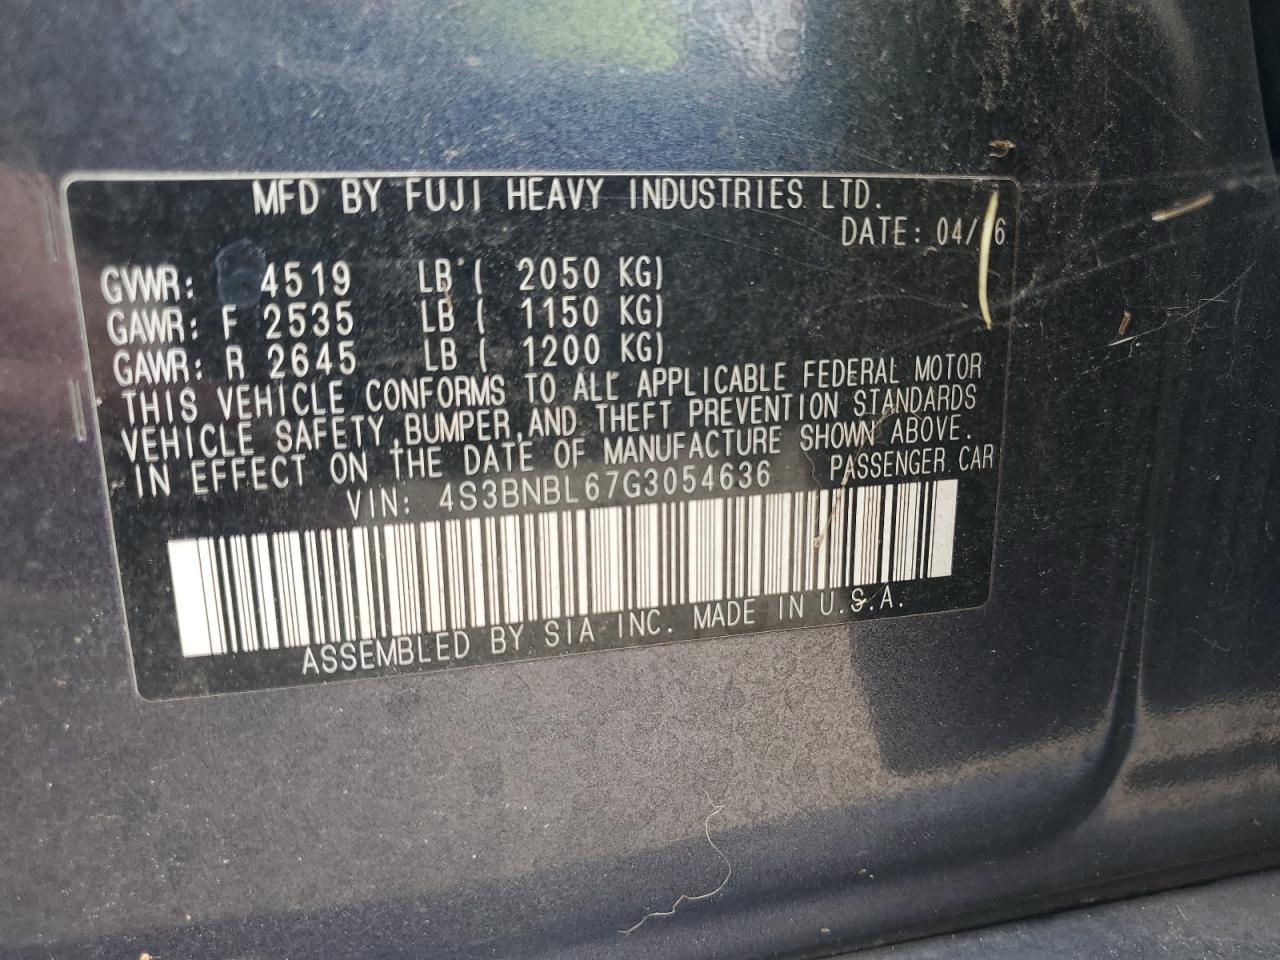 MFD BY FUJI HEAVY INDUSTRIES LTD.
DATE: 04/16
GVWR: 4519 LB ( 2050 KG)
GAWR: F 2535 LB ( 1150 KG)
GAWR: R 2645 LB ( 1200 KG)
THIS VEHICLE CONFORMS TO ALL APPLICABLE FEDERAL MOTOR
VEHICLE SAFETY,BUMPER,AND THEFT PREVENTION STANDARDS
IN EFFECT ON THE DATE OF MANUFACTURE SHOWN ABOVE.
VIN: 4S3BNBL67G3054636 PASSENGER CAR
ASSEMBLED BY SIA INC. MADE IN U.S.A.